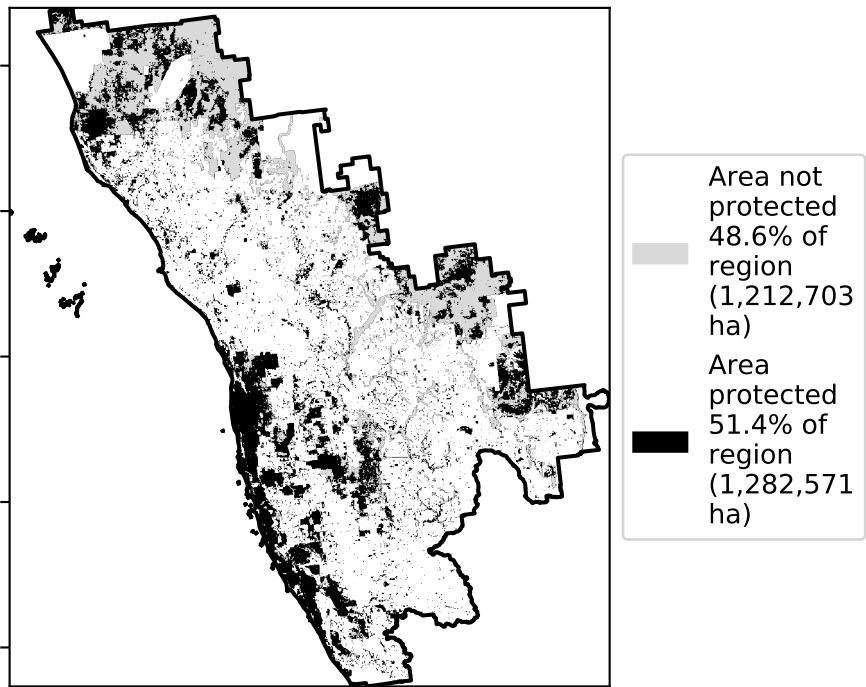 Area not
protected
48.6% of
region
(1,212,703
ha)
Area
protected
51.4% of
region
(1,282,571
ha)